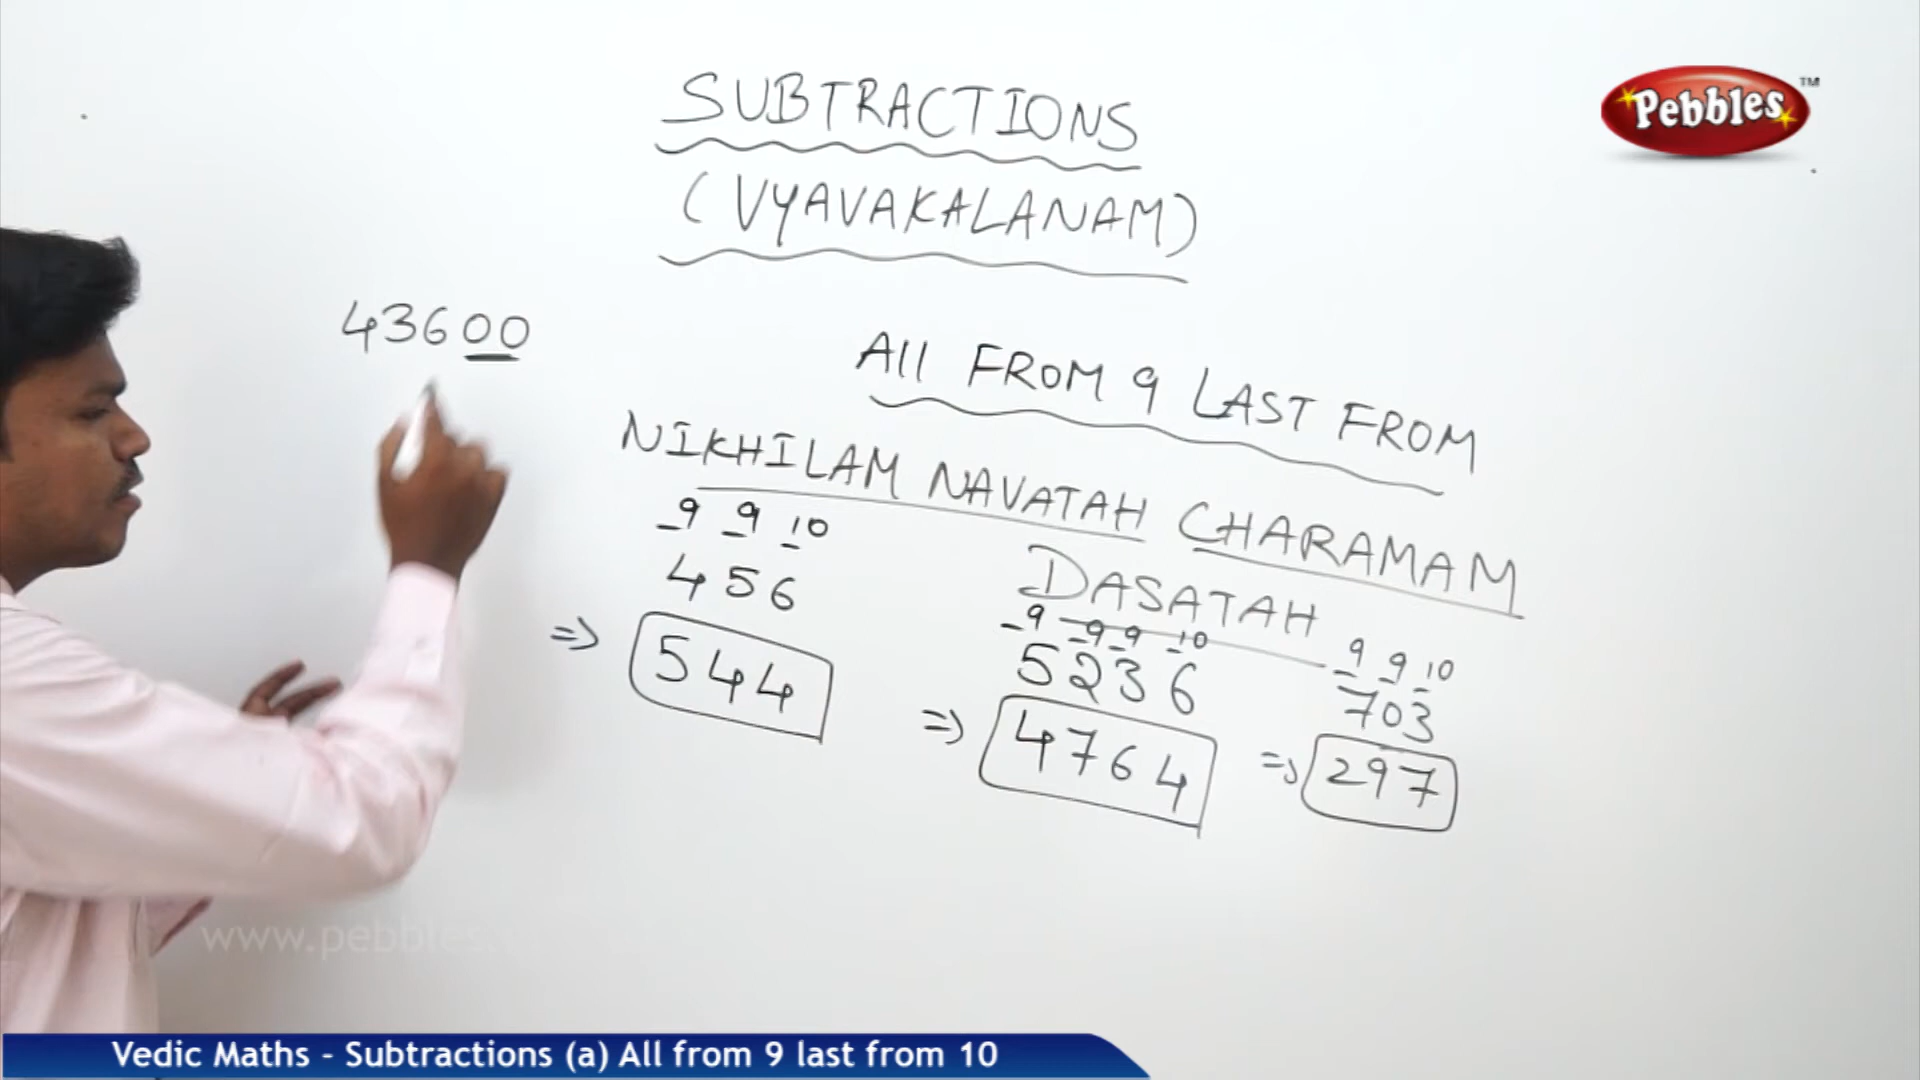 SUBTRACTIONS
(VYAVAKALANAM)
Pebbles™
43600
All FROM 9 LAST FROM
NIKHILAM NAVATAH CHARAMAM
DASATAH
9 9 10
456
⇒ 544
9 9 9 10
5236
⇒ 4764
9 9 10
703
⇒ 297
www.pebbles.
Vedic Maths - Subtractions (a) All from 9 last from 10